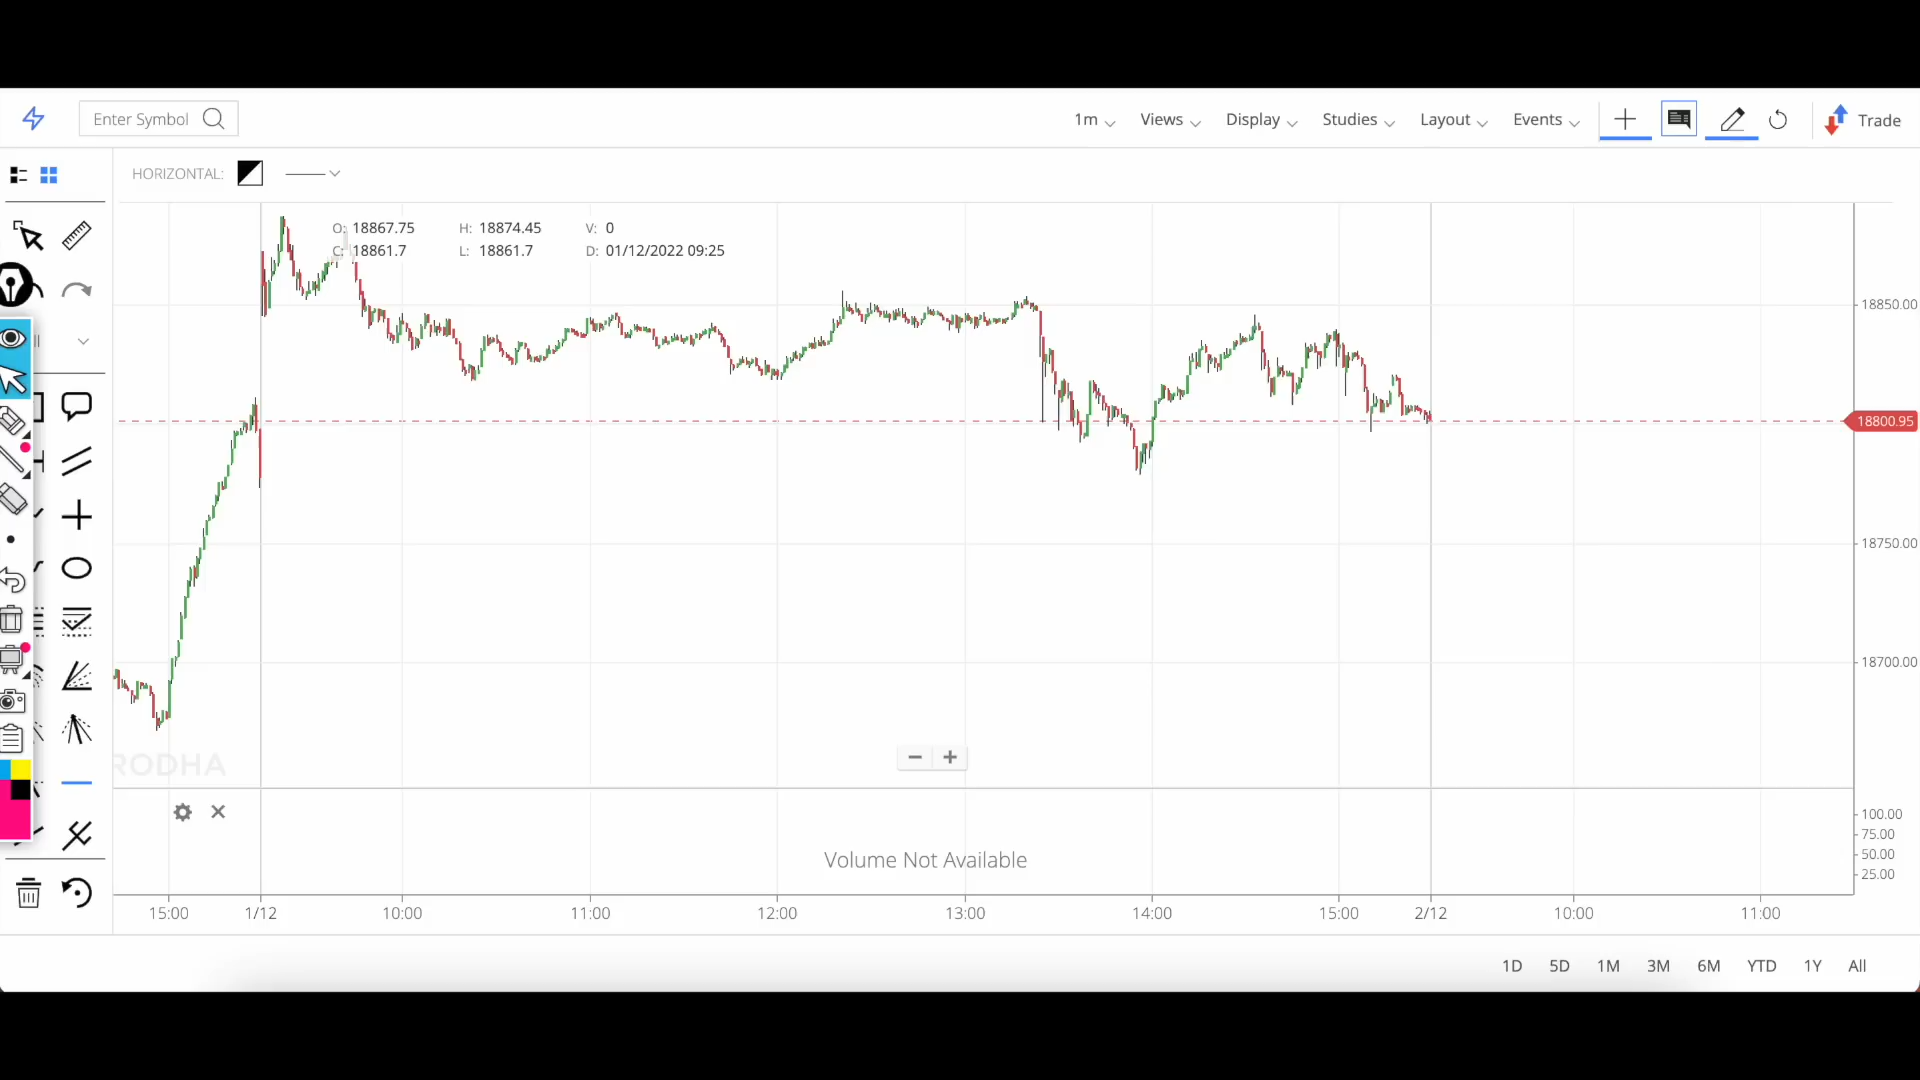 Enter Symbol
1m Views Display Studies Layout Events Trade
HORIZONTAL:
O: 18867.75 H: 18874.45 V: 0
C: 18861.7 L: 18861.7 D: 01/12/2022 09:25
18850.00
18800.95
18750.00
18700.00
RODHA
Volume Not Available
100.00
75.00
50.00
25.00
15:00 1/12 10:00 11:00 12:00 13:00 14:00 15:00 2/12 10:00 11:00
1D 5D 1M 3M 6M YTD 1Y All